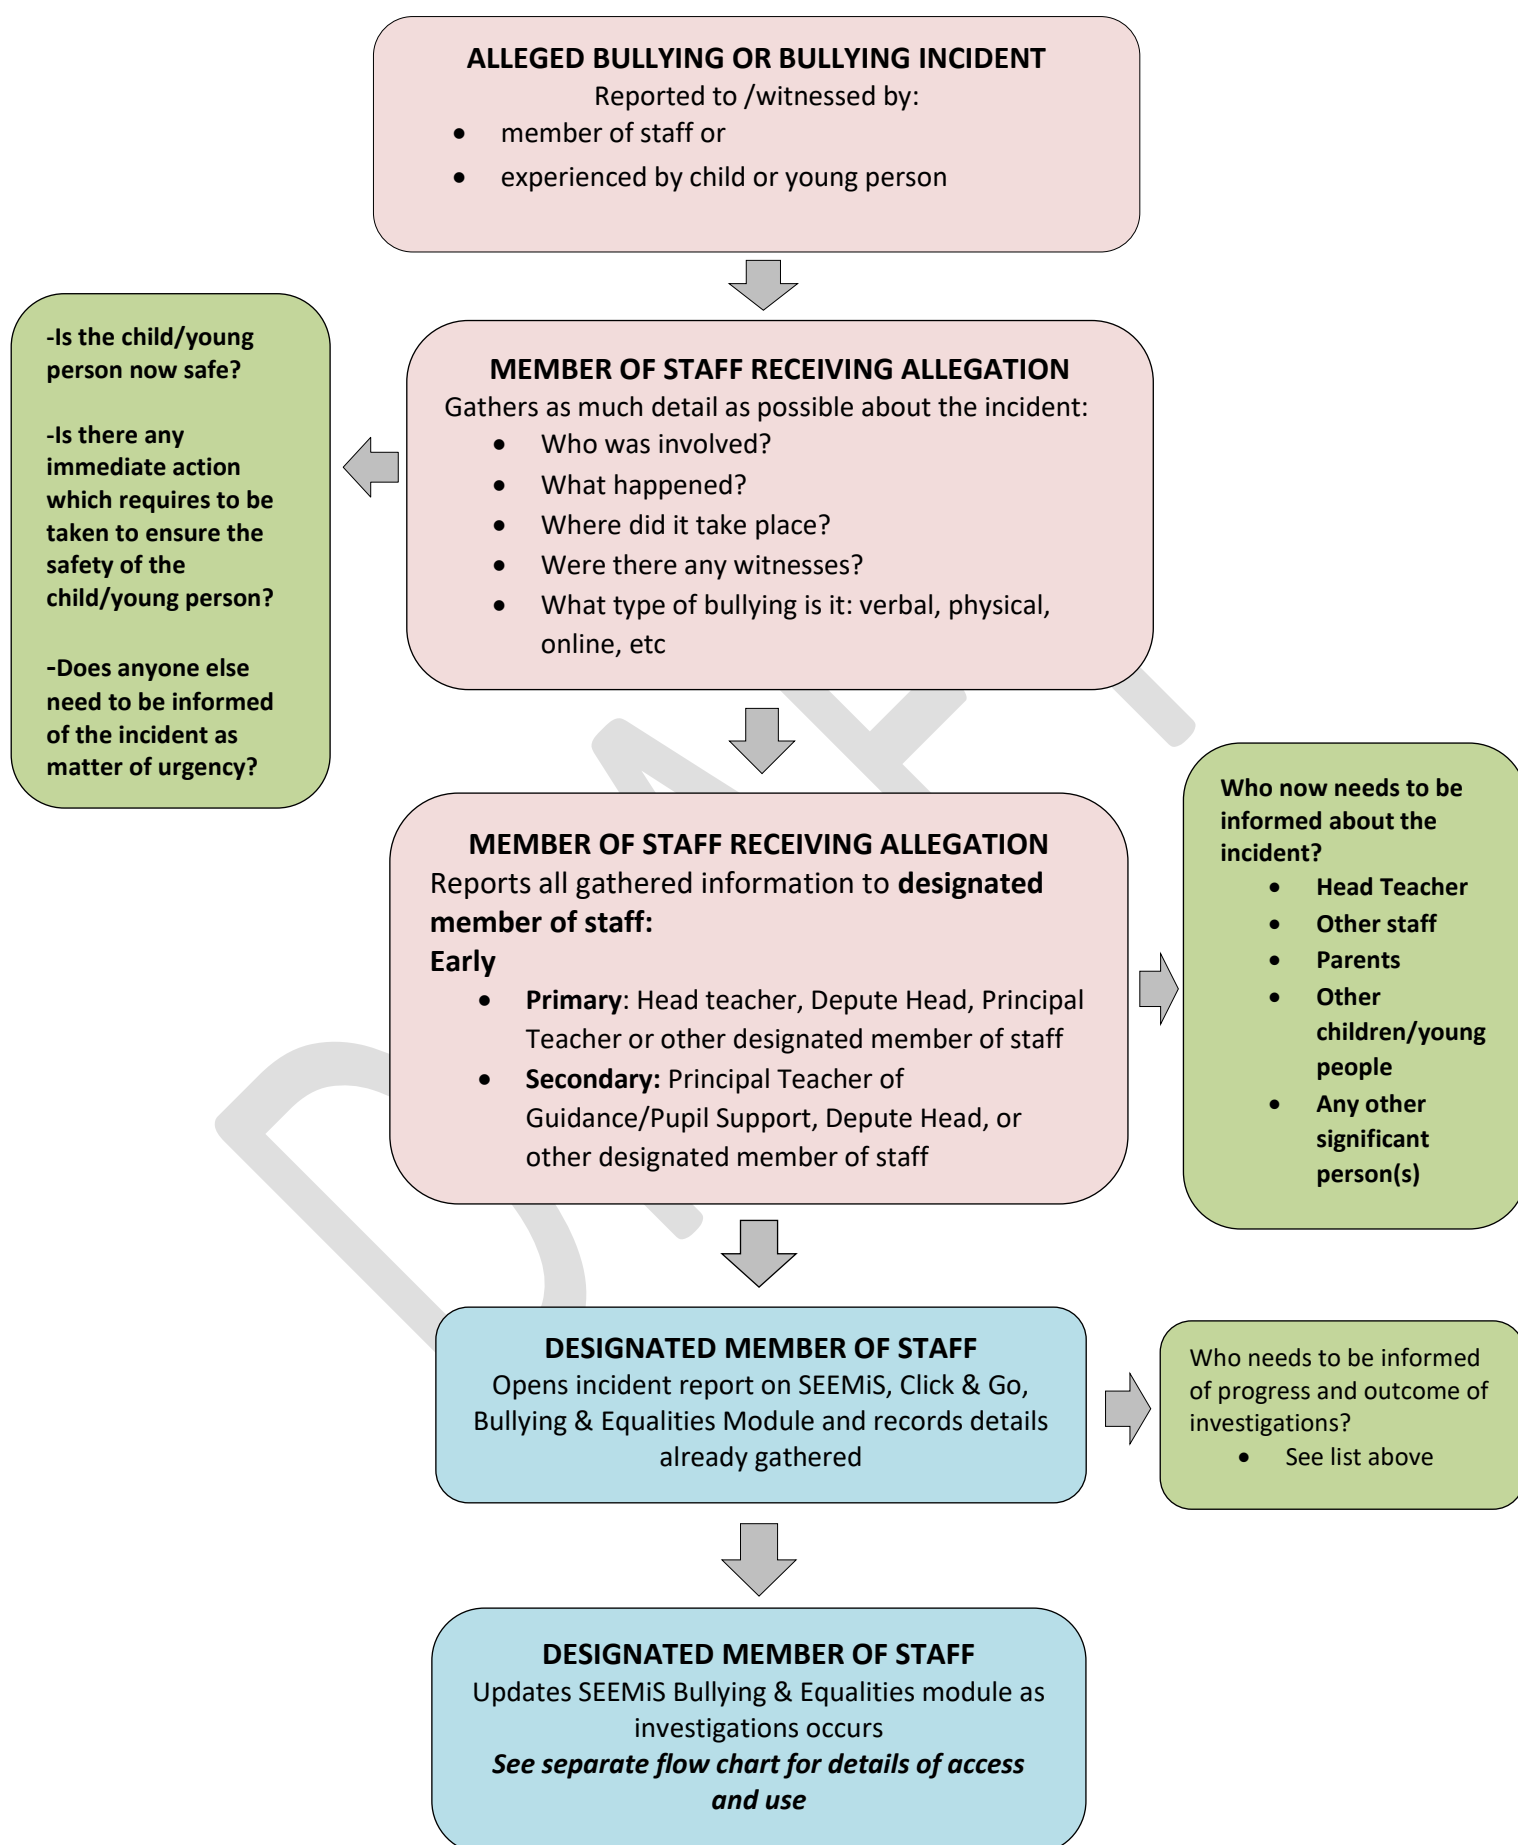 ALLEGED BULLYING OR BULLYING INCIDENT
Reported to /witnessed by:
• member of staff or
• experienced by child or young person
-Is the child/young
person now safe?
-Is there any
immediate action
which requires to be
taken to ensure the
safety of the
child/young person?
-Does anyone else
need to be informed
of the incident as
matter of urgency?
MEMBER OF STAFF RECEIVING ALLEGATION
Gathers as much detail as possible about the incident:
• Who was involved?
• What happened?
• Where did it take place?
• Were there any witnesses?
• What type of bullying is it: verbal, physical,
online, etc
MEMBER OF STAFF RECEIVING ALLEGATION
Reports all gathered information to designated
member of staff:
Early
• Primary: Head teacher, Depute Head, Principal
Teacher or other designated member of staff
• Secondary: Principal Teacher of
Guidance/Pupil Support, Depute Head, or
other designated member of staff
Who now needs to be
informed about the
incident?
• Head Teacher
• Other staff
• Parents
• Other
children/young
people
• Any other
significant
person(s)
DESIGNATED MEMBER OF STAFF
Opens incident report on SEEMiS, Click & Go,
Bullying & Equalities Module and records details
already gathered
Who needs to be informed
of progress and outcome of
investigations?
• See list above
DESIGNATED MEMBER OF STAFF
Updates SEEMiS Bullying & Equalities module as
investigations occurs
See separate flow chart for details of access
and use
DRAFT